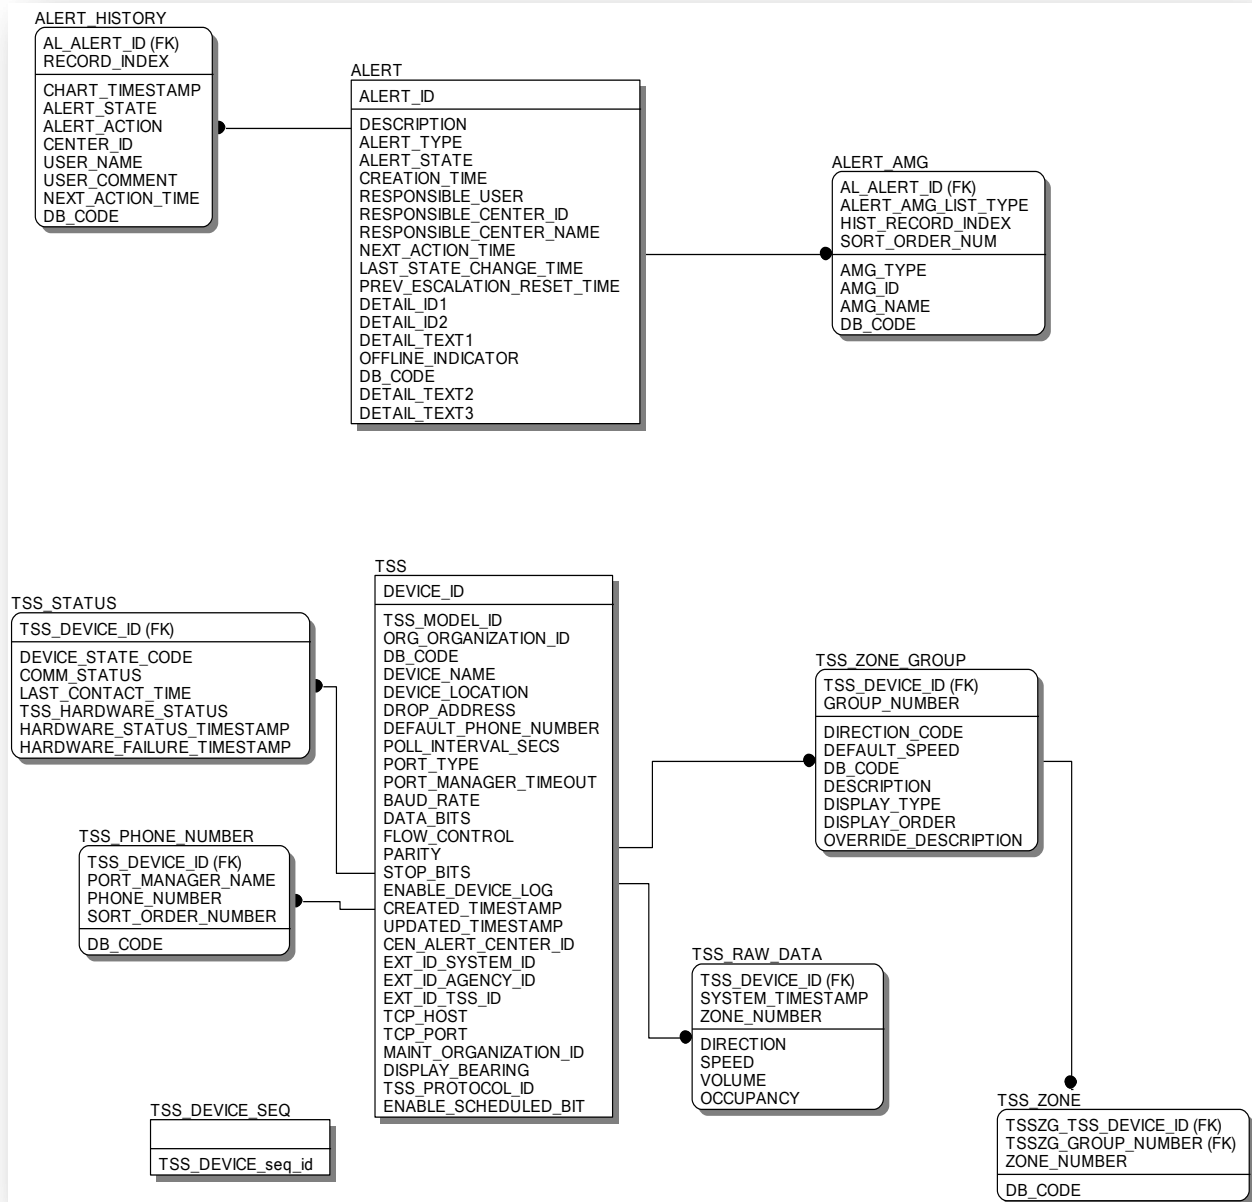 ALERT_HISTORY
AL_ALERT_ID (FK)
RECORD_INDEX
CHART_TIMESTAMP
ALERT_STATE
ALERT_ACTION
CENTER_ID
USER_NAME
USER_COMMENT
NEXT_ACTION_TIME
DB_CODE
ALERT
ALERT_ID
DESCRIPTION
ALERT_TYPE
ALERT_STATE
CREATION_TIME
RESPONSIBLE_USER
RESPONSIBLE_CENTER_ID
RESPONSIBLE_CENTER_NAME
NEXT_ACTION_TIME
LAST_STATE_CHANGE_TIME
PREV_ESCALATION_RESET_TIME
DETAIL_ID1
DETAIL_ID2
DETAIL_TEXT1
OFFLINE_INDICATOR
DB_CODE
DETAIL_TEXT2
DETAIL_TEXT3
ALERT_AMG
AL_ALERT_ID (FK)
ALERT_AMG_LIST_TYPE
HIST_RECORD_INDEX
SORT_ORDER_NUM
AMG_TYPE
AMG_ID
AMG_NAME
DB_CODE
TSS_STATUS
TSS_DEVICE_ID (FK)
DEVICE_STATE_CODE
COMM_STATUS
LAST_CONTACT_TIME
TSS_HARDWARE_STATUS
HARDWARE_STATUS_TIMESTAMP
HARDWARE_FAILURE_TIMESTAMP
TSS_PHONE_NUMBER
TSS_DEVICE_ID (FK)
PORT_MANAGER_NAME
PHONE_NUMBER
SORT_ORDER_NUMBER
DB_CODE
TSS_DEVICE_SEQ
TSS_DEVICE_seq_id
TSS
DEVICE_ID
TSS_MODEL_ID
ORG_ORGANIZATION_ID
DB_CODE
DEVICE_NAME
DEVICE_LOCATION
DROP_ADDRESS
DEFAULT_PHONE_NUMBER
POLL_INTERVAL_SECS
PORT_TYPE
PORT_MANAGER_TIMEOUT
BAUD_RATE
DATA_BITS
FLOW_CONTROL
PARITY
STOP_BITS
ENABLE_DEVICE_LOG
CREATED_TIMESTAMP
UPDATED_TIMESTAMP
CEN_ALERT_CENTER_ID
EXT_ID_SYSTEM_ID
EXT_ID_AGENCY_ID
EXT_ID_TSS_ID
TCP_HOST
TCP_PORT
MAINT_ORGANIZATION_ID
DISPLAY_BEARING
TSS_PROTOCOL_ID
ENABLE_SCHEDULED_BIT
TSS_ZONE_GROUP
TSS_DEVICE_ID (FK)
GROUP_NUMBER
DIRECTION_CODE
DEFAULT_SPEED
DB_CODE
DESCRIPTION
DISPLAY_TYPE
DISPLAY_ORDER
OVERRIDE_DESCRIPTION
TSS_RAW_DATA
TSS_DEVICE_ID (FK)
SYSTEM_TIMESTAMP
ZONE_NUMBER
DIRECTION
SPEED
VOLUME
OCCUPANCY
TSS_ZONE
TSSZG_TSS_DEVICE_ID (FK)
TSSZG_GROUP_NUMBER (FK)
ZONE_NUMBER
DB_CODE